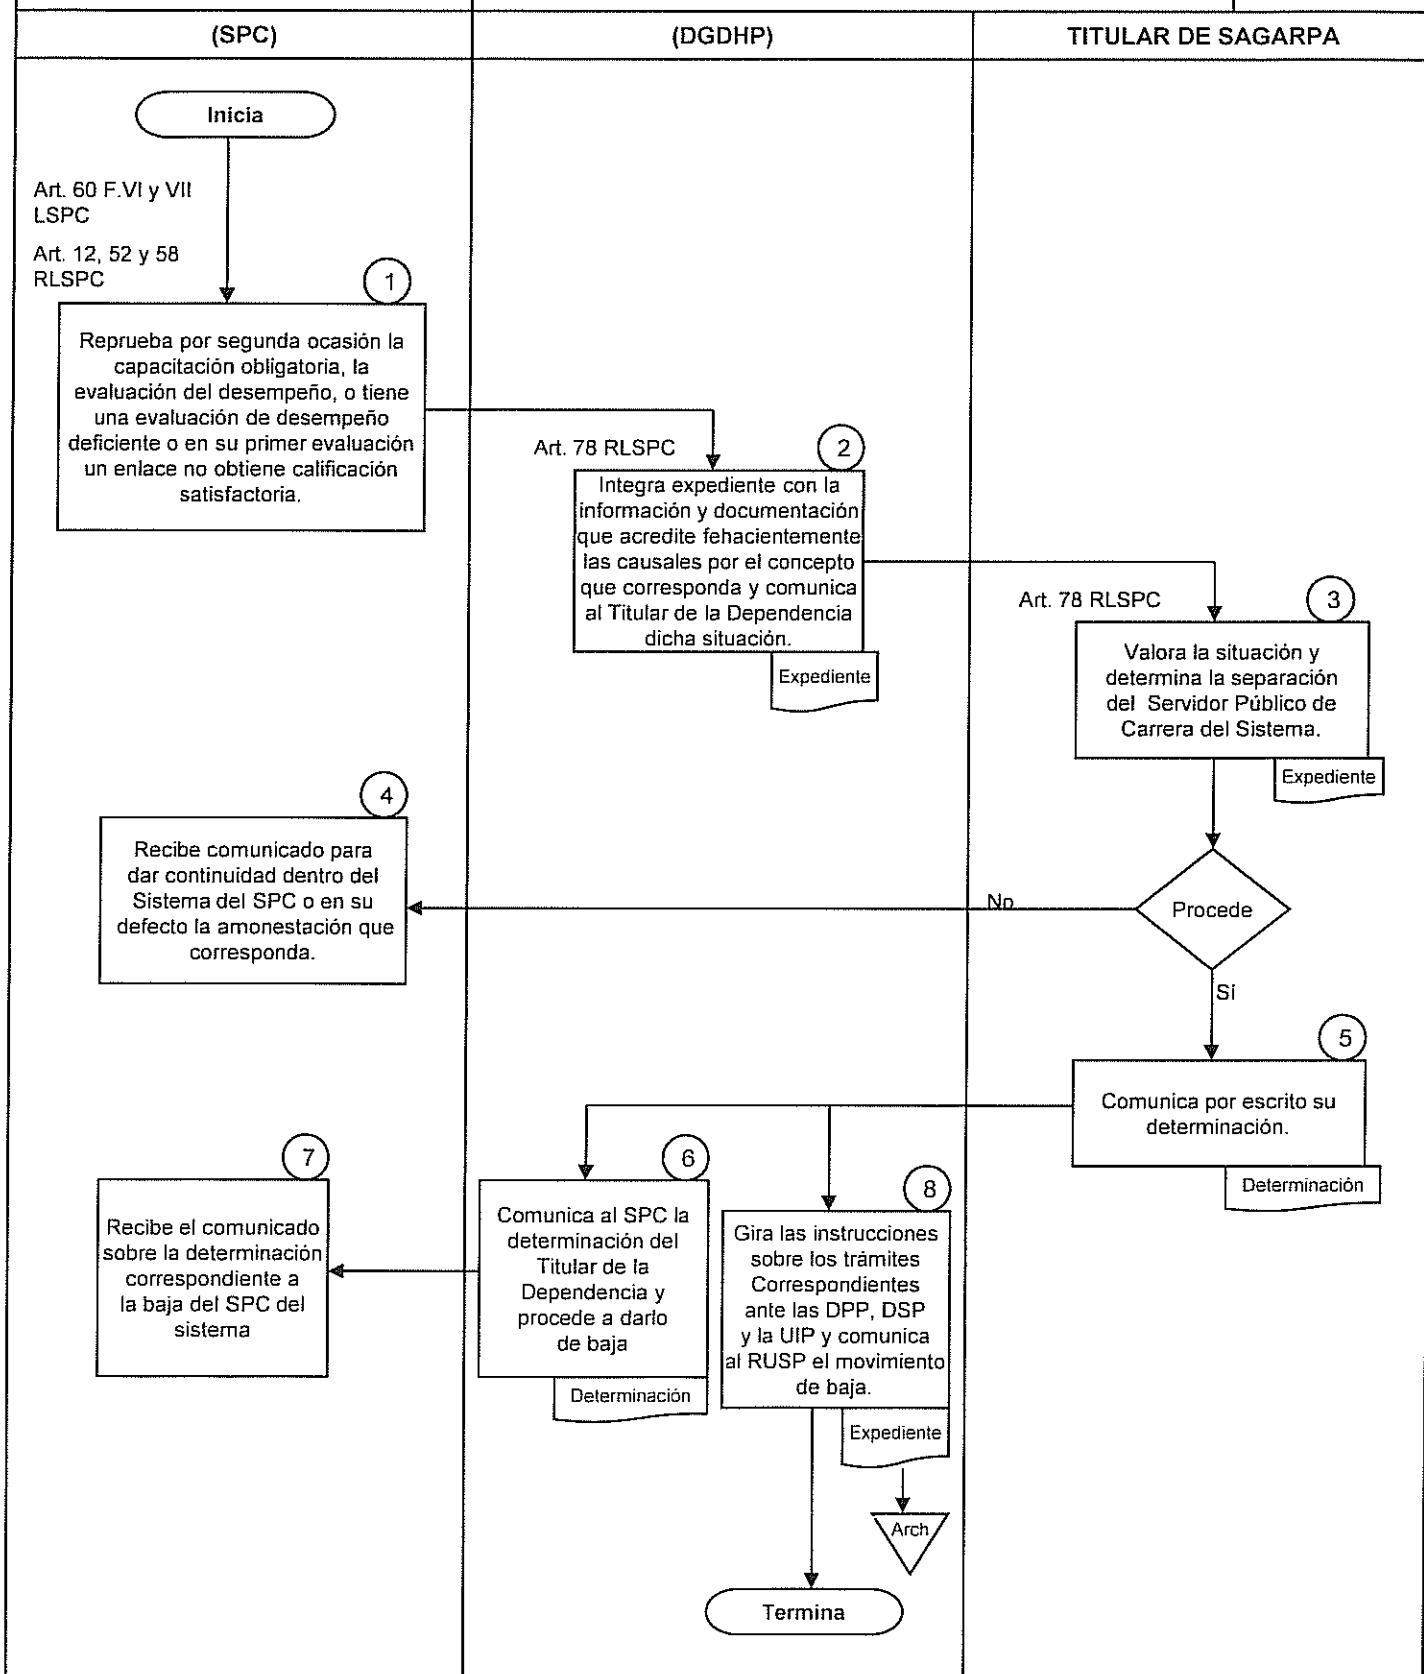 (SPC)
(DGDHP)
TITULAR DE SAGARPA
Inicia
Art. 60 F.VI y VII
LSPC
Art. 12, 52 y 58
RLSPC
1
Reprueba por segunda ocasión la
capacitación obligatoria, la
evaluación del desempeño, o tiene
una evaluación de desempeño
deficiente o en su primer evaluación
un enlace no obtiene calificación
satisfactoria.
Art. 78 RLSPC
2
Integra expediente con la
información y documentación
que acredite fehacientemente
las causales por el concepto
que corresponda y comunica
al Titular de la Dependencia
dicha situación.
Expediente
Art. 78 RLSPC
3
Valora la situación y
determina la separación
del Servidor Público de
Carrera del Sistema.
Expediente
4
Recibe comunicado para
dar continuidad dentro del
Sistema del SPC o en su
defecto la amonestación que
corresponda.
No
Procede
Si
5
Comunica por escrito su
determinación.
Determinación
6
Comunica al SPC la
determinación del
Titular de la
Dependencia y
procede a darlo
de baja
Determinación
7
Recibe el comunicado
sobre la determinación
correspondiente a
la baja del SPC del
sistema
8
Gira las instrucciones
sobre los trámites
Correspondientes
ante las DPP, DSP
y la UIP y comunica
al RUSP el movimiento
de baja.
Expediente
Arch
Termina